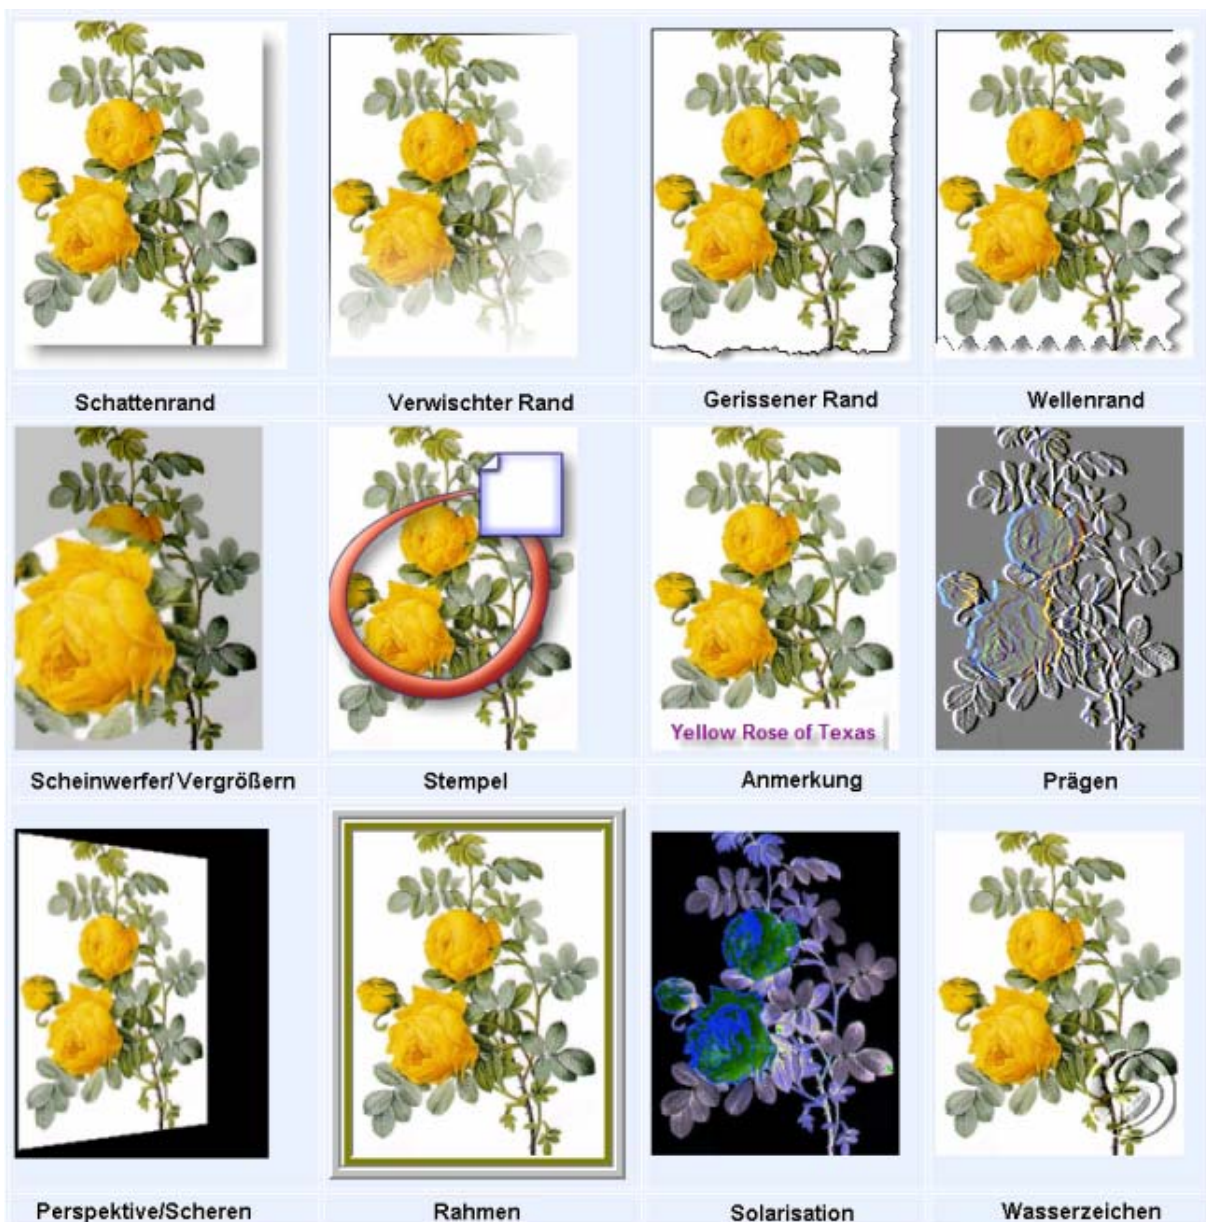 Schattenrand
Verwischter Rand
Gerissener Rand
Wellenrand
Yellow Rose of Texas
Scheinwerfer/Vergrößern
Stempel
Anmerkung
Prägen
Perspektive/Scheren
Rahmen
Solarisation
Wasserzeichen